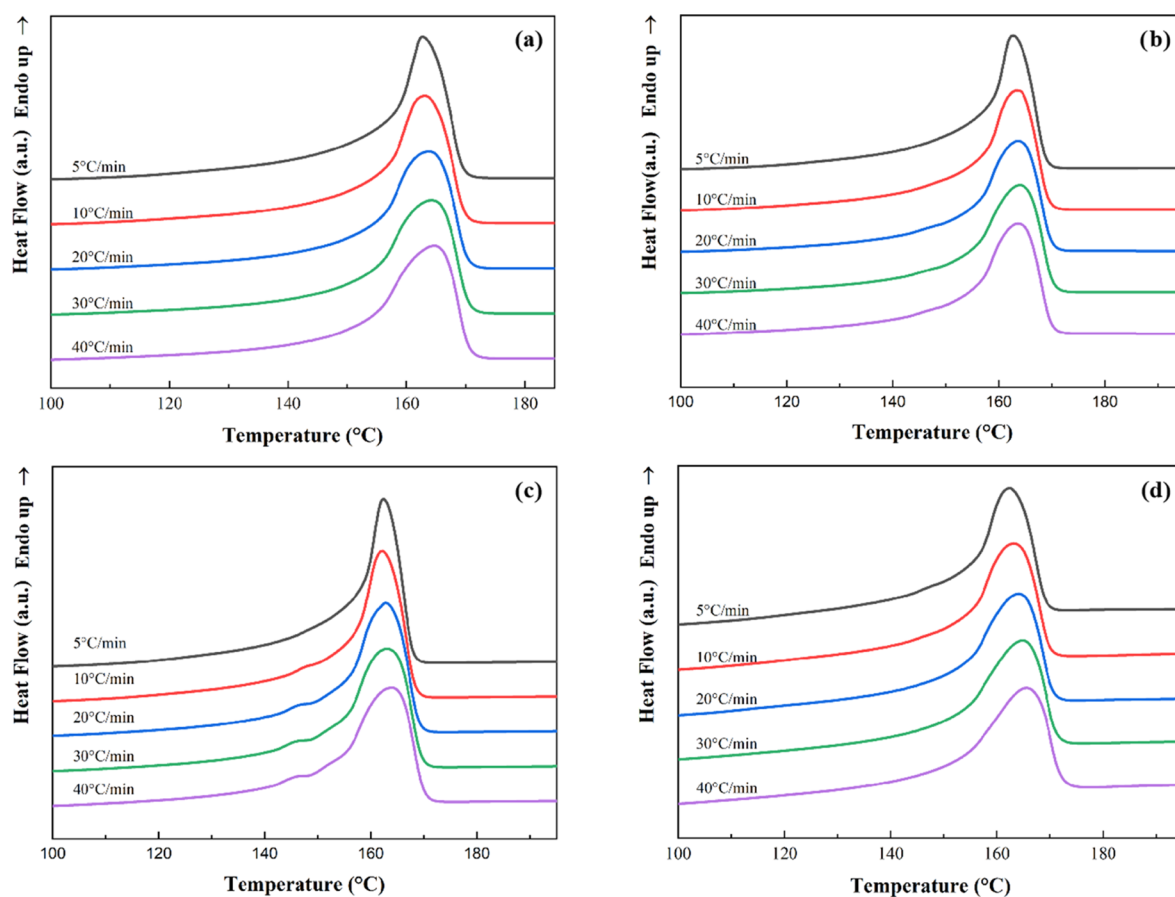 Heat Flow (a.u.) Endo up →
(a)
5°C/min
10°C/min
20°C/min
30°C/min
40°C/min
100 120 140 160 180
Temperature (°C)
Heat Flow(a.u.) Endo up →
(b)
5°C/min
10°C/min
20°C/min
30°C/min
40°C/min
100 120 140 160 180
Temperature (°C)
Heat Flow (a.u.) Endo up →
(c)
5°C/min
10°C/min
20°C/min
30°C/min
40°C/min
100 120 140 160 180
Temperature (°C)
Heat Flow (a.u.) Endo up →
(d)
5°C/min
10°C/min
20°C/min
30°C/min
40°C/min
100 120 140 160 180
Temperature (°C)